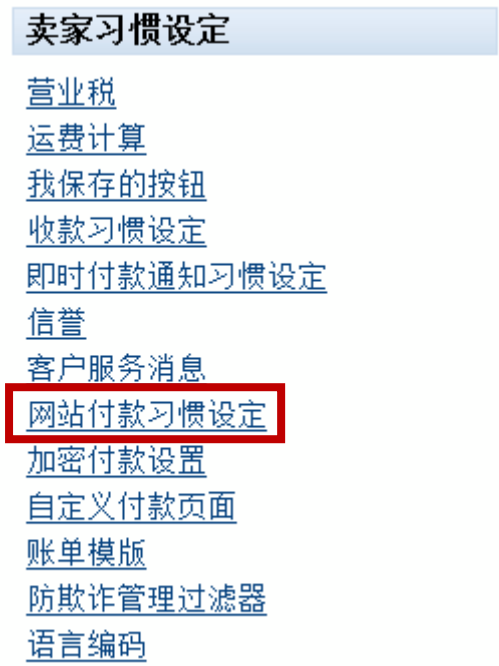 卖家习惯设定
营业税
运费计算
我保存的按钮
收款习惯设定
即时付款通知习惯设定
信誉
客户服务消息
网站付款习惯设定
加密付款设置
自定义付款页面
账单模版
防欺诈管理过滤器
语言编码